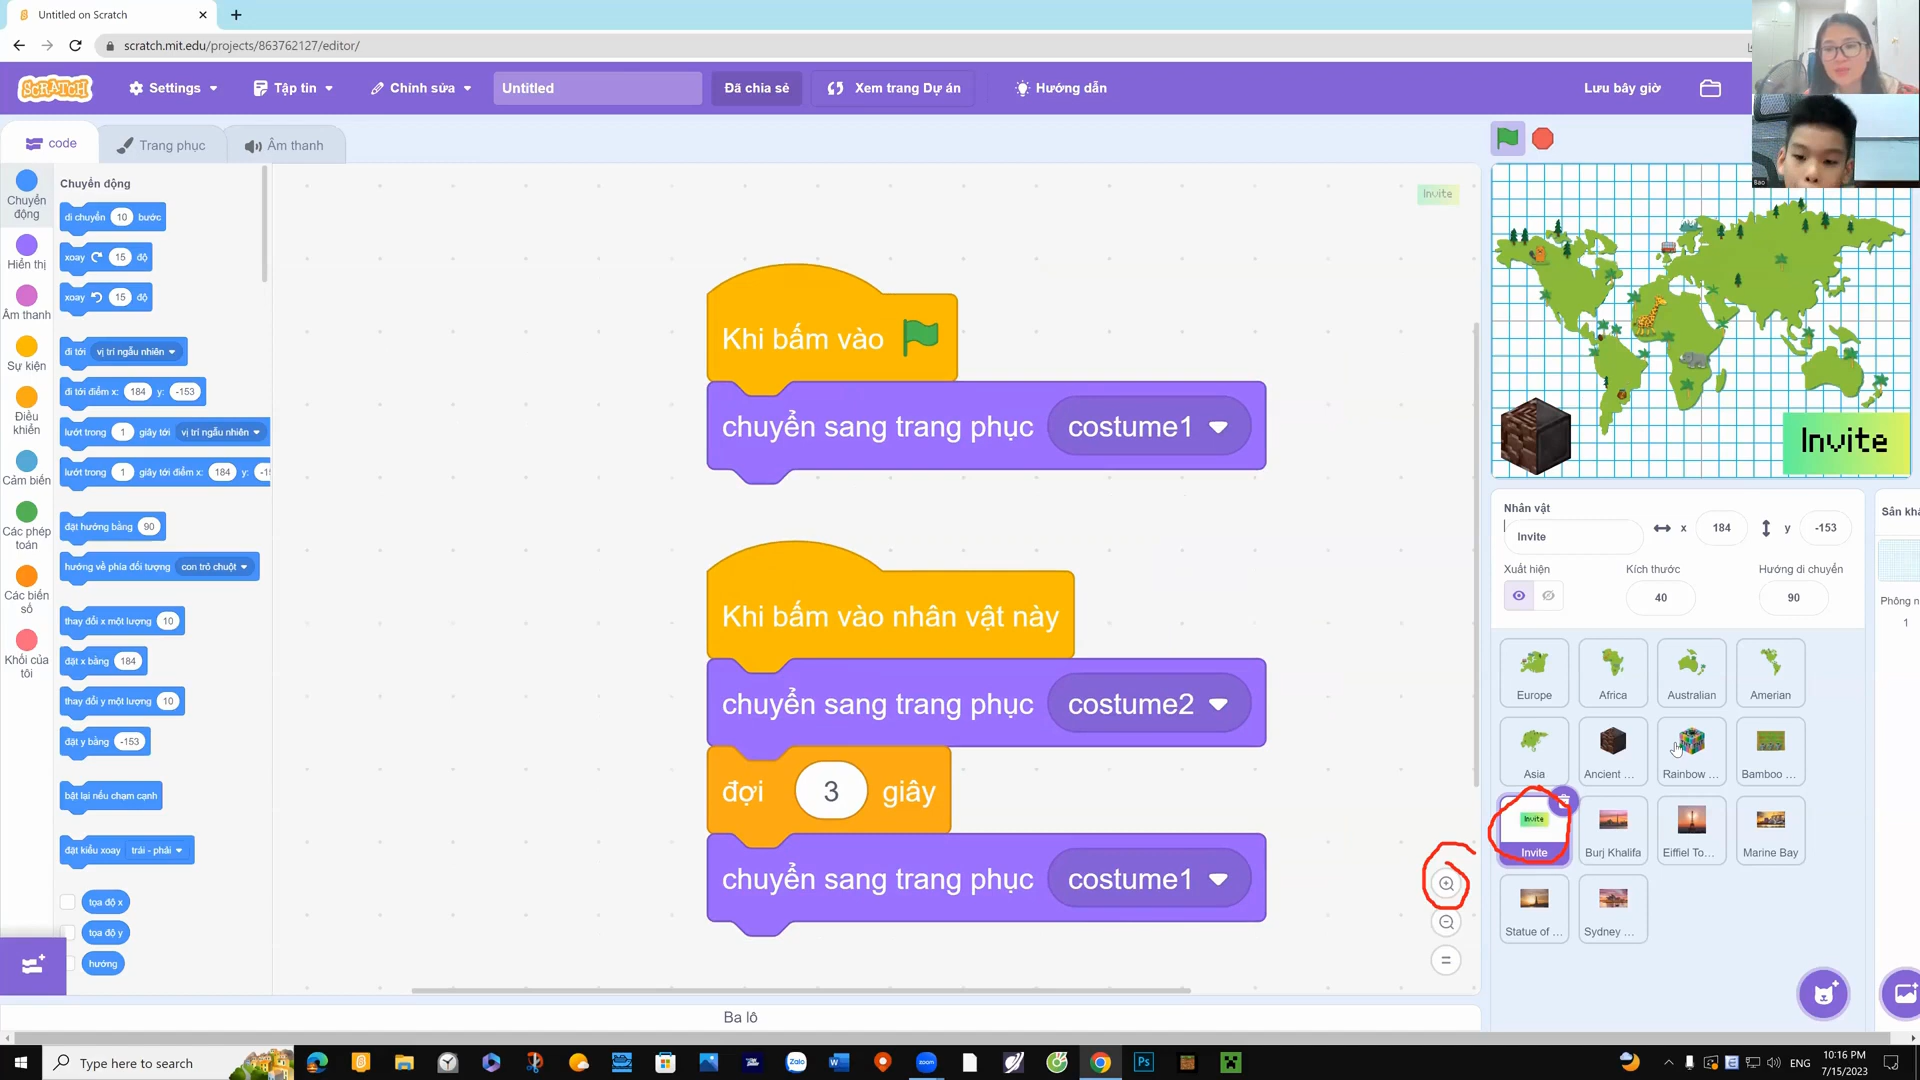 Untitled on Scratch
scratch.mit.edu/projects/863762127/editor/
SCRATCH
Settings
Tập tin
Chỉnh sửa
Untitled
Đã chia sẻ
Xem trang Dự án
Hướng dẫn
Lưu bây giờ
code
Trang phục
Âm thanh
Bao
Chuyển động
Chuyển
động
Hiển thị
Âm thanh
Sự kiện
Điều
khiển
Cảm biến
Các phép
toán
Các biến
số
Khối của
tôi
di chuyển 10 bước
xoay 15 độ
xoay 15 độ
đi tới vị trí ngẫu nhiên
đi tới điểm x: 184 y: -153
lướt trong 1 giây tới vị trí ngẫu nhiên
lướt trong 1 giây tới điểm x: 184 y:
đặt hướng bằng 90
hướng về phía đối tượng con trỏ chuột
thay đổi x một lượng 10
đặt x bằng 184
thay đổi y một lượng 10
đặt y bằng -153
bật lại nếu chạm cạnh
đặt kiểu xoay trái - phải
tọa độ x
tọa độ y
hướng
Invite
Khi bấm vào
chuyển sang trang phục costume1
Khi bấm vào nhân vật này
chuyển sang trang phục costume2
đợi 3 giây
chuyển sang trang phục costume1
Ba lô
Invite
Nhân vật
Invite
x 184
y -153
Xuất hiện
Kích thước
Hướng di chuyển
40
90
Sân
Phông
1
Europe
Africa
Australian
Amerian
Asia
Ancient ...
Rainbow ...
Bamboo ...
Invite
Invite
Burj Khalifa
Eiffiel To...
Marine Bay
Statue of ...
Sydney ...
Type here to search
Zalo
zoom
Ps
ENG
10:16 PM
7/15/2023